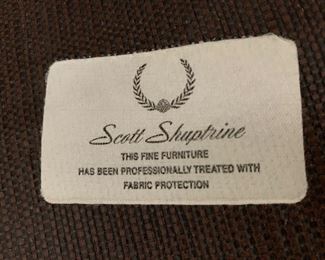 Scott Shuptrine
THIS FINE FURNITURE
HAS BEEN PROFESSIONALLY TREATED WITH
FABRIC PROTECTION